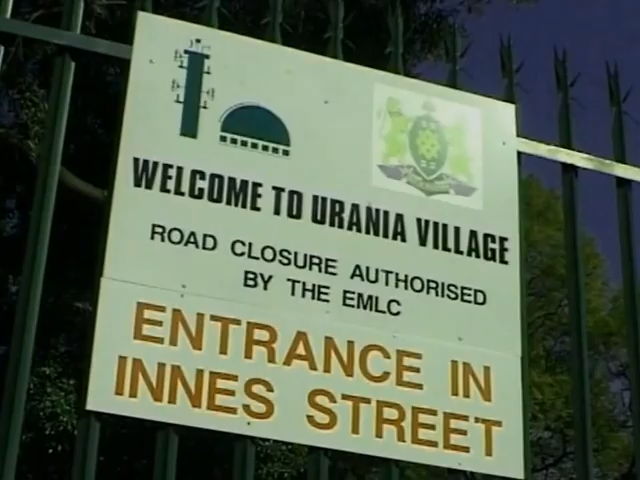 WELCOME TO URANIA VILLAGE
ROAD CLOSURE AUTHORISED
BY THE EMLC
ENTRANCE IN
INNES STREET